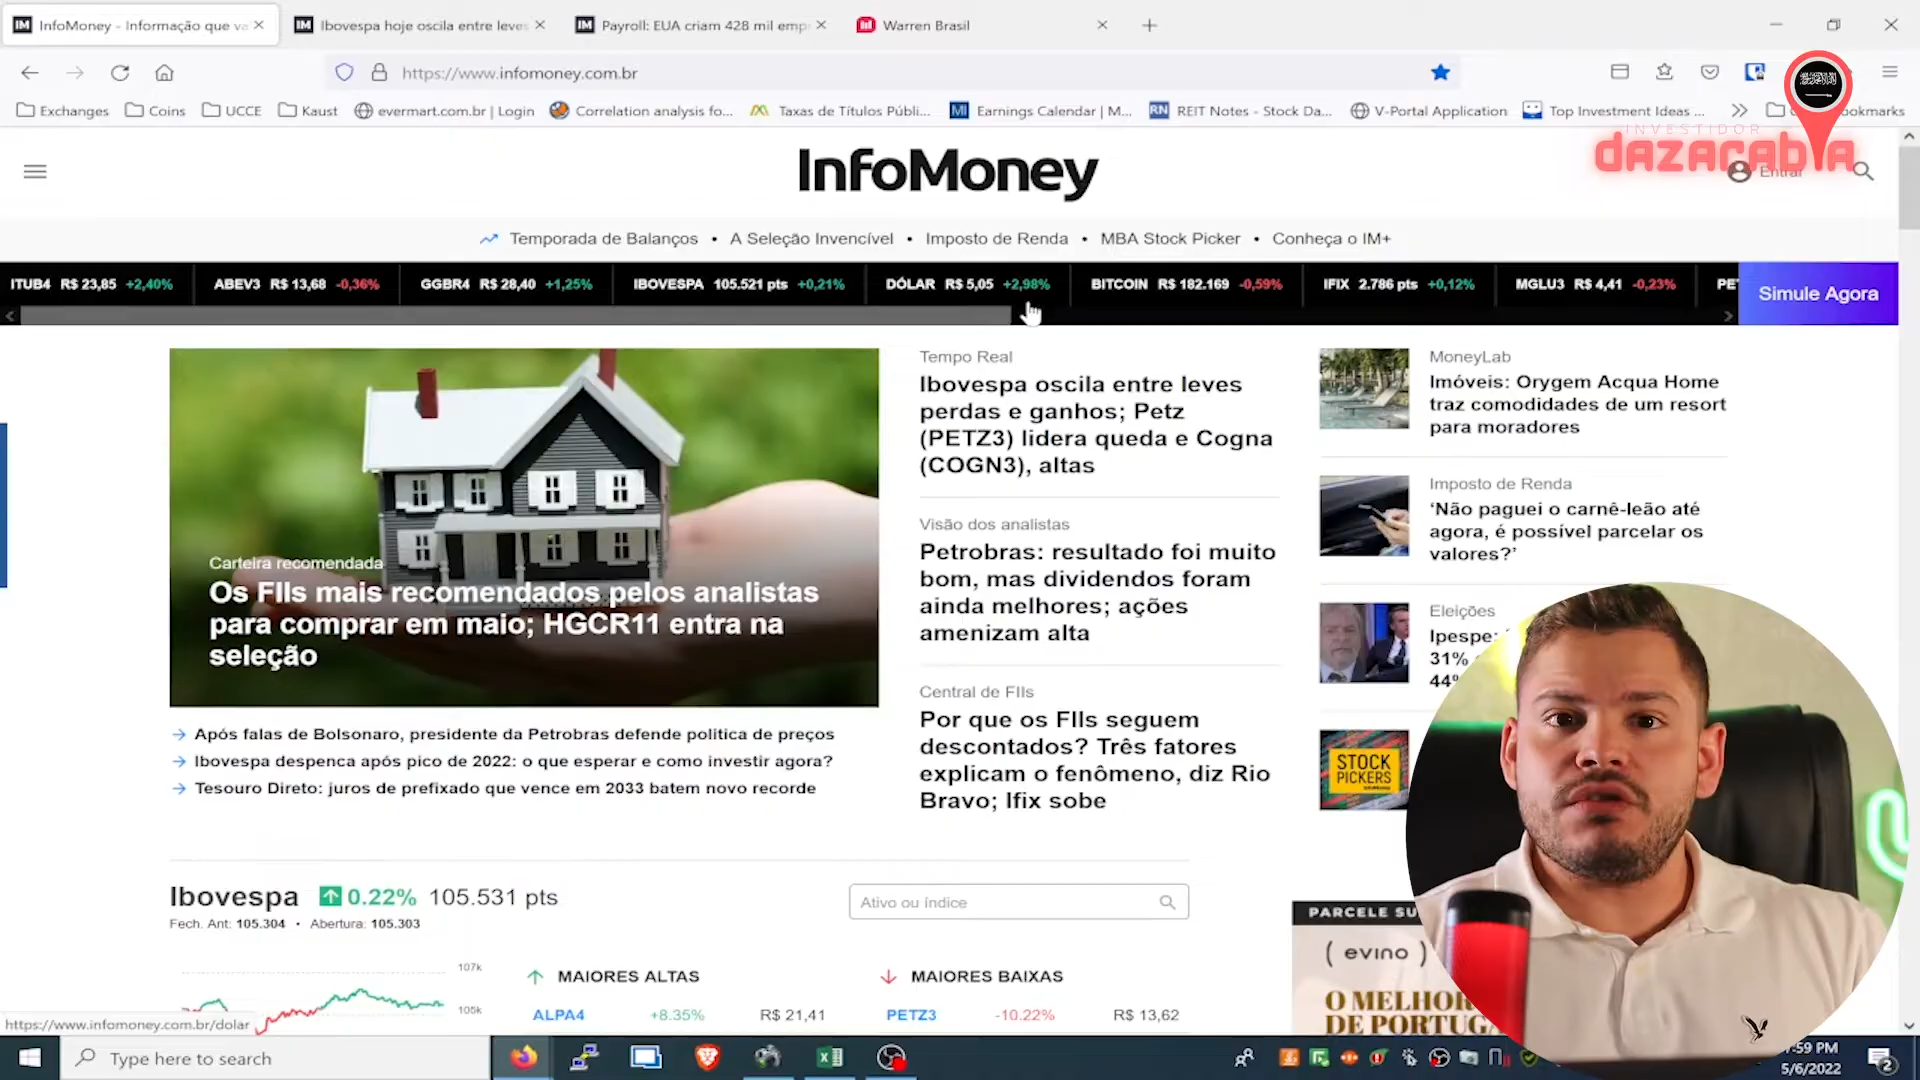 InfoMoney - Informação que va
Ibovespa hoje oscila entre leves
Payroll: EUA criam 428 mil emp
Warren Brasil
https://www.infomoney.com.br
Exchanges
Coins
UCCE
Kaust
evermart.com.br | Login
Correlation analysis fo...
Taxas de Títulos Públi...
Earnings Calendar | M...
REIT Notes - Stock Da...
V-Portal Application
Top Investment Ideas ...
ookmarks
INVESTIDOR
dazarabia
InfoMoney
Entrar
Temporada de Balanços • A Seleção Invencível • Imposto de Renda • MBA Stock Picker • Conheça o IM+
ITUB4 R$ 23,85 +2,40%
ABEV3 R$ 13,68 -0,36%
GGBR4 R$ 28,40 +1,25%
IBOVESPA 105.521 pts +0,21%
DÓLAR R$ 5,05 +2,98%
BITCOIN R$ 182.169 -0,59%
IFIX 2.786 pts +0,12%
MGLU3 R$ 4,41 -0,23%
PE
Simule Agora
Carteira recomendada
Os FIIs mais recomendados pelos analistas
para comprar em maio; HGCR11 entra na
seleção
Após falas de Bolsonaro, presidente da Petrobras defende política de preços
Ibovespa despenca após pico de 2022: o que esperar e como investir agora?
Tesouro Direto: juros de prefixado que vence em 2033 batem novo recorde
Tempo Real
Ibovespa oscila entre leves
perdas e ganhos; Petz
(PETZ3) lidera queda e Cogna
(COGN3), altas
Visão dos analistas
Petrobras: resultado foi muito
bom, mas dividendos foram
ainda melhores; ações
amenizam alta
Central de FIIs
Por que os FIIs seguem
descontados? Três fatores
explicam o fenômeno, diz Rio
Bravo; Ifix sobe
MoneyLab
Imóveis: Orygem Acqua Home
traz comodidades de um resort
para moradores
Imposto de Renda
‘Não paguei o carnê-leão até
agora, é possível parcelar os
valores?’
Eleições
Ipespe:
31%
44%
STOCK
PICKERS
Ibovespa 0.22% 105.531 pts
Fech. Ant: 105.304 • Abertura: 105.303
Ativo ou índice
107k
105k
MAIORES ALTAS
ALPA4 +8.35% R$ 21,41
MAIORES BAIXAS
PETZ3 -10.22% R$ 13,62
PARCELE SU
( evino )
O MELHOR
DE PORTUGA
https://www.infomoney.com.br/dolar
Type here to search
:59 PM
5/6/2022
2